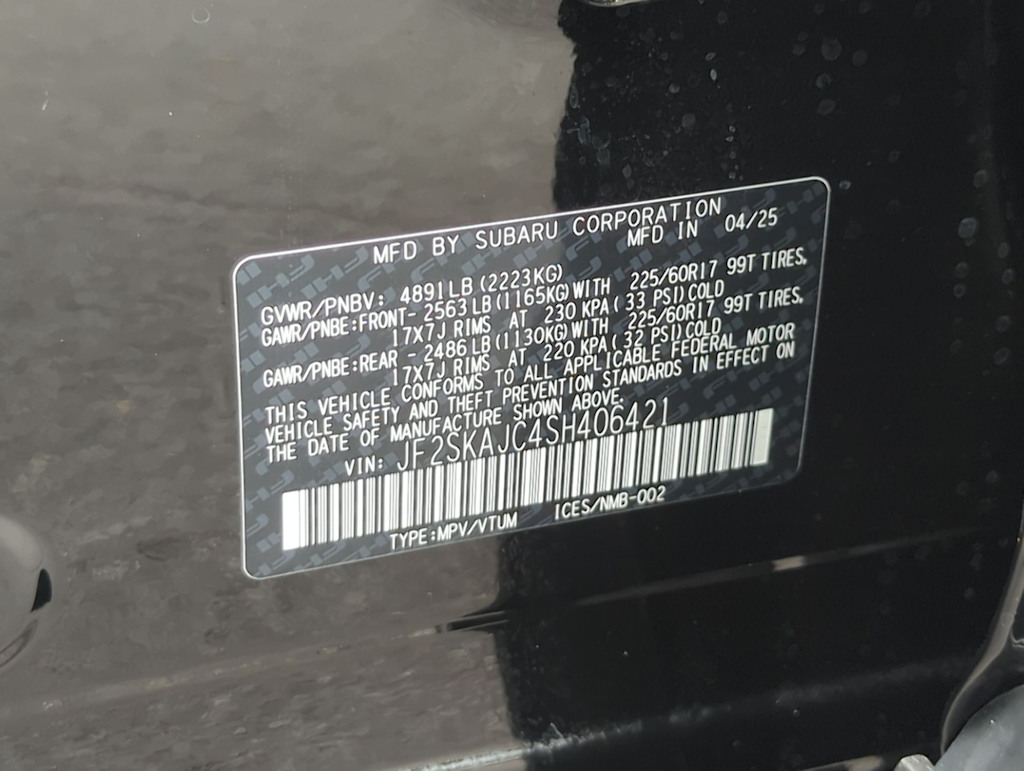 MFD BY SUBARU CORPORATION
MFD IN 04/25
GVWR/PNBV: 4891LB (2223KG)
GAWR/PNBE:FRONT- 2563 LB (1165KG) WITH 225/60R17 99T TIRES,
17X7J RIMS AT 230 KPA ( 33 PSI) COLD
GAWR/PNBE:REAR - 2486 LB (1130KG) WITH 225/60R17 99T TIRES,
17X7J RIMS AT 220 KPA ( 32 PSI) COLD
THIS VEHICLE CONFORMS TO ALL APPLICABLE FEDERAL MOTOR
VEHICLE SAFETY AND THEFT PREVENTION STANDARDS IN EFFECT ON
THE DATE OF MANUFACTURE SHOWN ABOVE.
VIN: JF2SKAJC4SH406421
TYPE:MPV/VTUM ICES/NMB-002